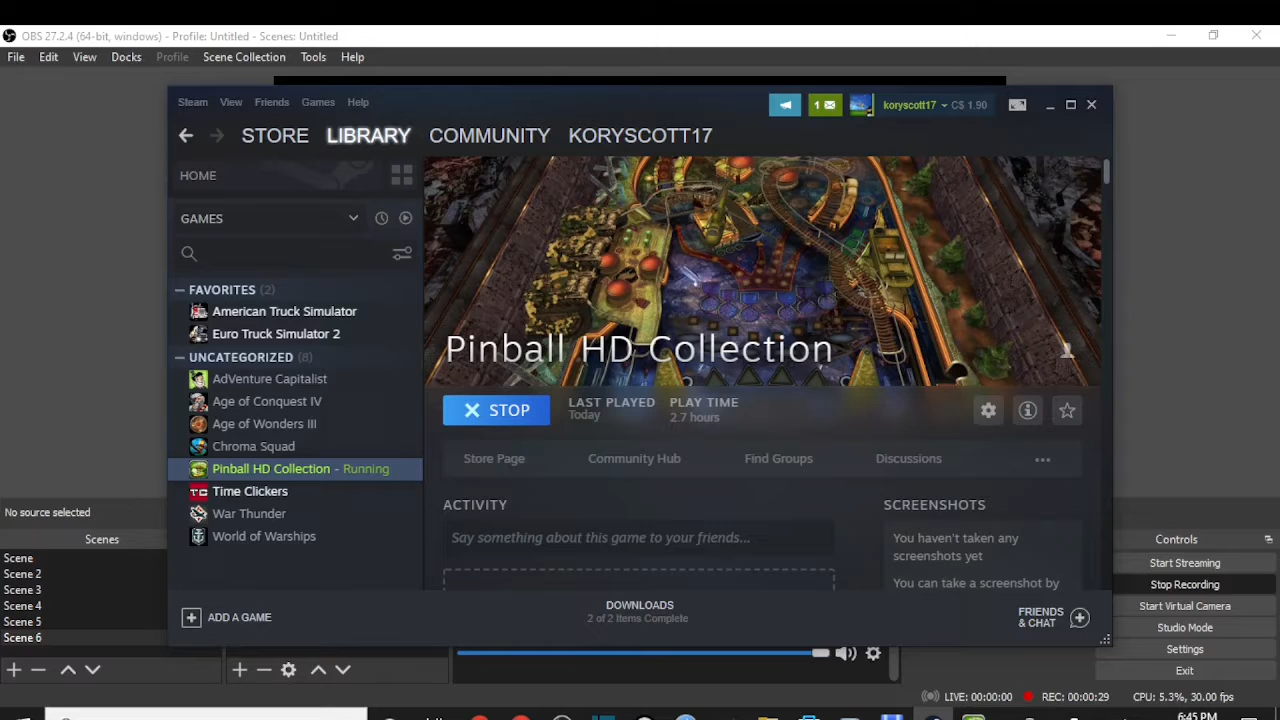 OBS 27.2.4 (64-bit, windows) - Profile: Untitled - Scenes: Untitled
File Edit View Docks Profile Scene Collection Tools Help
Steam View Friends Games Help
1
koryscott17
C$ 1.90
STORE LIBRARY COMMUNITY KORYSCOTT17
HOME
GAMES
FAVORITES (2)
American Truck Simulator
Euro Truck Simulator 2
UNCATEGORIZED (8)
AdVenture Capitalist
Age of Conquest IV
Age of Wonders III
Chroma Squad
Pinball HD Collection - Running
Time Clickers
War Thunder
World of Warships
ADD A GAME
Pinball HD Collection
STOP
LAST PLAYED
Today
PLAY TIME
2.7 hours
Store Page Community Hub Find Groups Discussions
ACTIVITY
Say something about this game to your friends...
SCREENSHOTS
You haven't taken any
screenshots yet
You can take a screenshot by
DOWNLOADS
2 of 2 Items Complete
FRIENDS
& CHAT
No source selected
Scenes
Scene
Scene 2
Scene 3
Scene 4
Scene 5
Scene 6
Controls
Start Streaming
Stop Recording
Start Virtual Camera
Studio Mode
Settings
Exit
LIVE: 00:00:00 REC: 00:00:29 CPU: 5.3%, 30.00 fps
6:45 PM